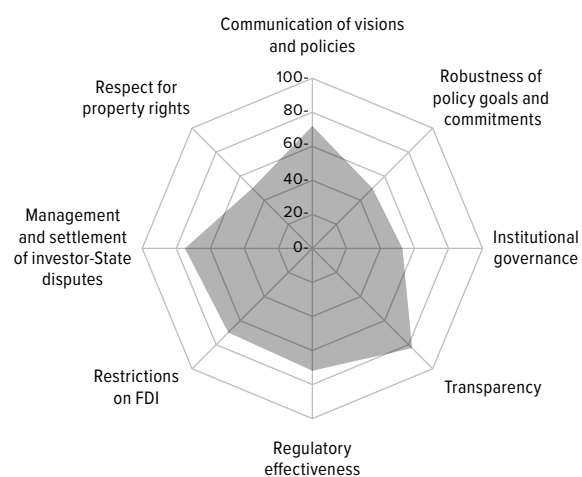 Communication of visions
and policies
Robustness of
policy goals and
commitments
Institutional
governance
Transparency
Regulatory
effectiveness
Restrictions
on FDI
Management
and settlement
of investor-State
disputes
Respect for
property rights
100-
80-
60-
40-
20-
0-